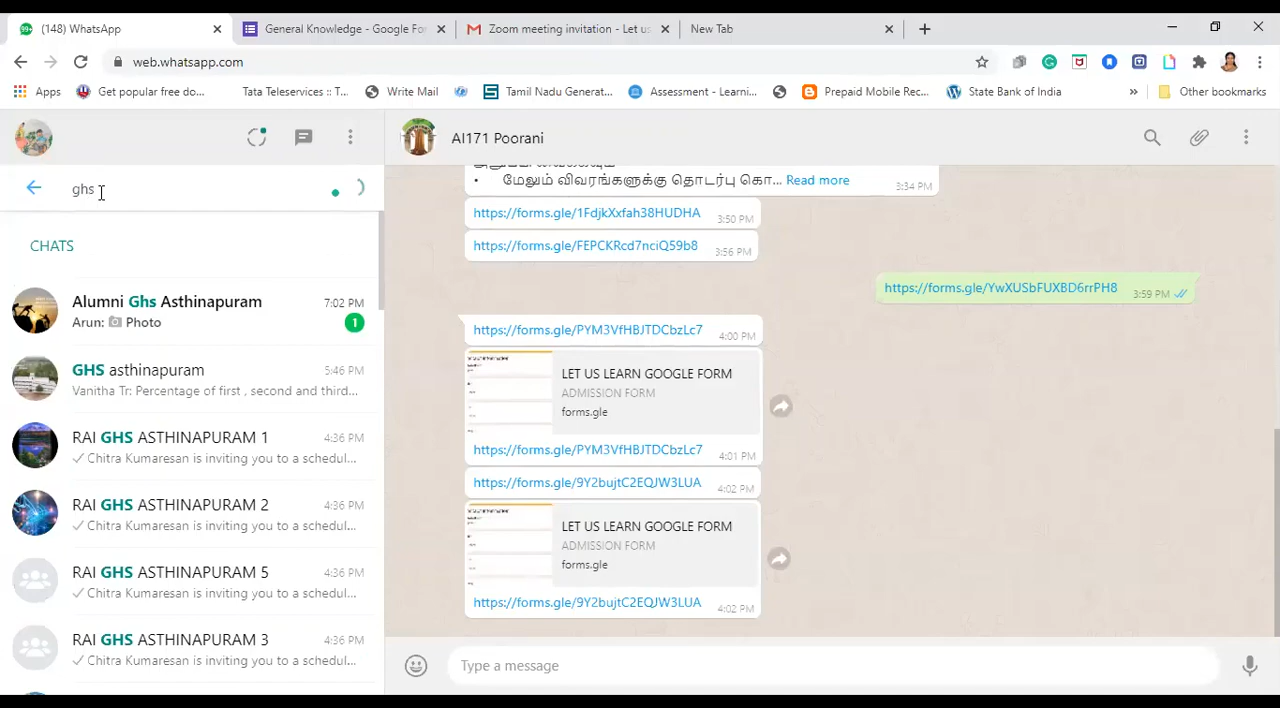 (148) WhatsApp
General Knowledge - Google For
Zoom meeting invitation - Let us
New Tab
web.whatsapp.com
Apps
Get popular free do...
Tata Teleservices :: T...
Write Mail
Tamil Nadu Generat...
Assessment - Learni...
Prepaid Mobile Rec...
State Bank of India
»
Other bookmarks
AI171 Poorani
ghs
CHATS
Alumni Ghs Asthinapuram
7:02 PM
Arun: Photo
1
GHS asthinapuram
5:46 PM
Vanitha Tr: Percentage of first , second and third...
RAI GHS ASTHINAPURAM 1
4:36 PM
Chitra Kumaresan is inviting you to a schedul...
RAI GHS ASTHINAPURAM 2
4:36 PM
Chitra Kumaresan is inviting you to a schedul...
RAI GHS ASTHINAPURAM 5
4:36 PM
Chitra Kumaresan is inviting you to a schedul...
RAI GHS ASTHINAPURAM 3
4:36 PM
Chitra Kumaresan is inviting you to a schedul...
• மேலும் விவரங்களுக்கு தொடர்பு கொ... Read more
3:34 PM
https://forms.gle/1FdjkXxfah38HUDHA
3:50 PM
https://forms.gle/FEPCKRcd7nciQ59b8
3:56 PM
https://forms.gle/YwXUSbFUXBD6rrPH8
3:59 PM
https://forms.gle/PYM3VfHBJTDCbzLc7
4:00 PM
LET US LEARN GOOGLE FORM
ADMISSION FORM
forms.gle
https://forms.gle/PYM3VfHBJTDCbzLc7
4:01 PM
https://forms.gle/9Y2bujtC2EQJW3LUA
4:02 PM
LET US LEARN GOOGLE FORM
ADMISSION FORM
forms.gle
https://forms.gle/9Y2bujtC2EQJW3LUA
4:02 PM
Type a message